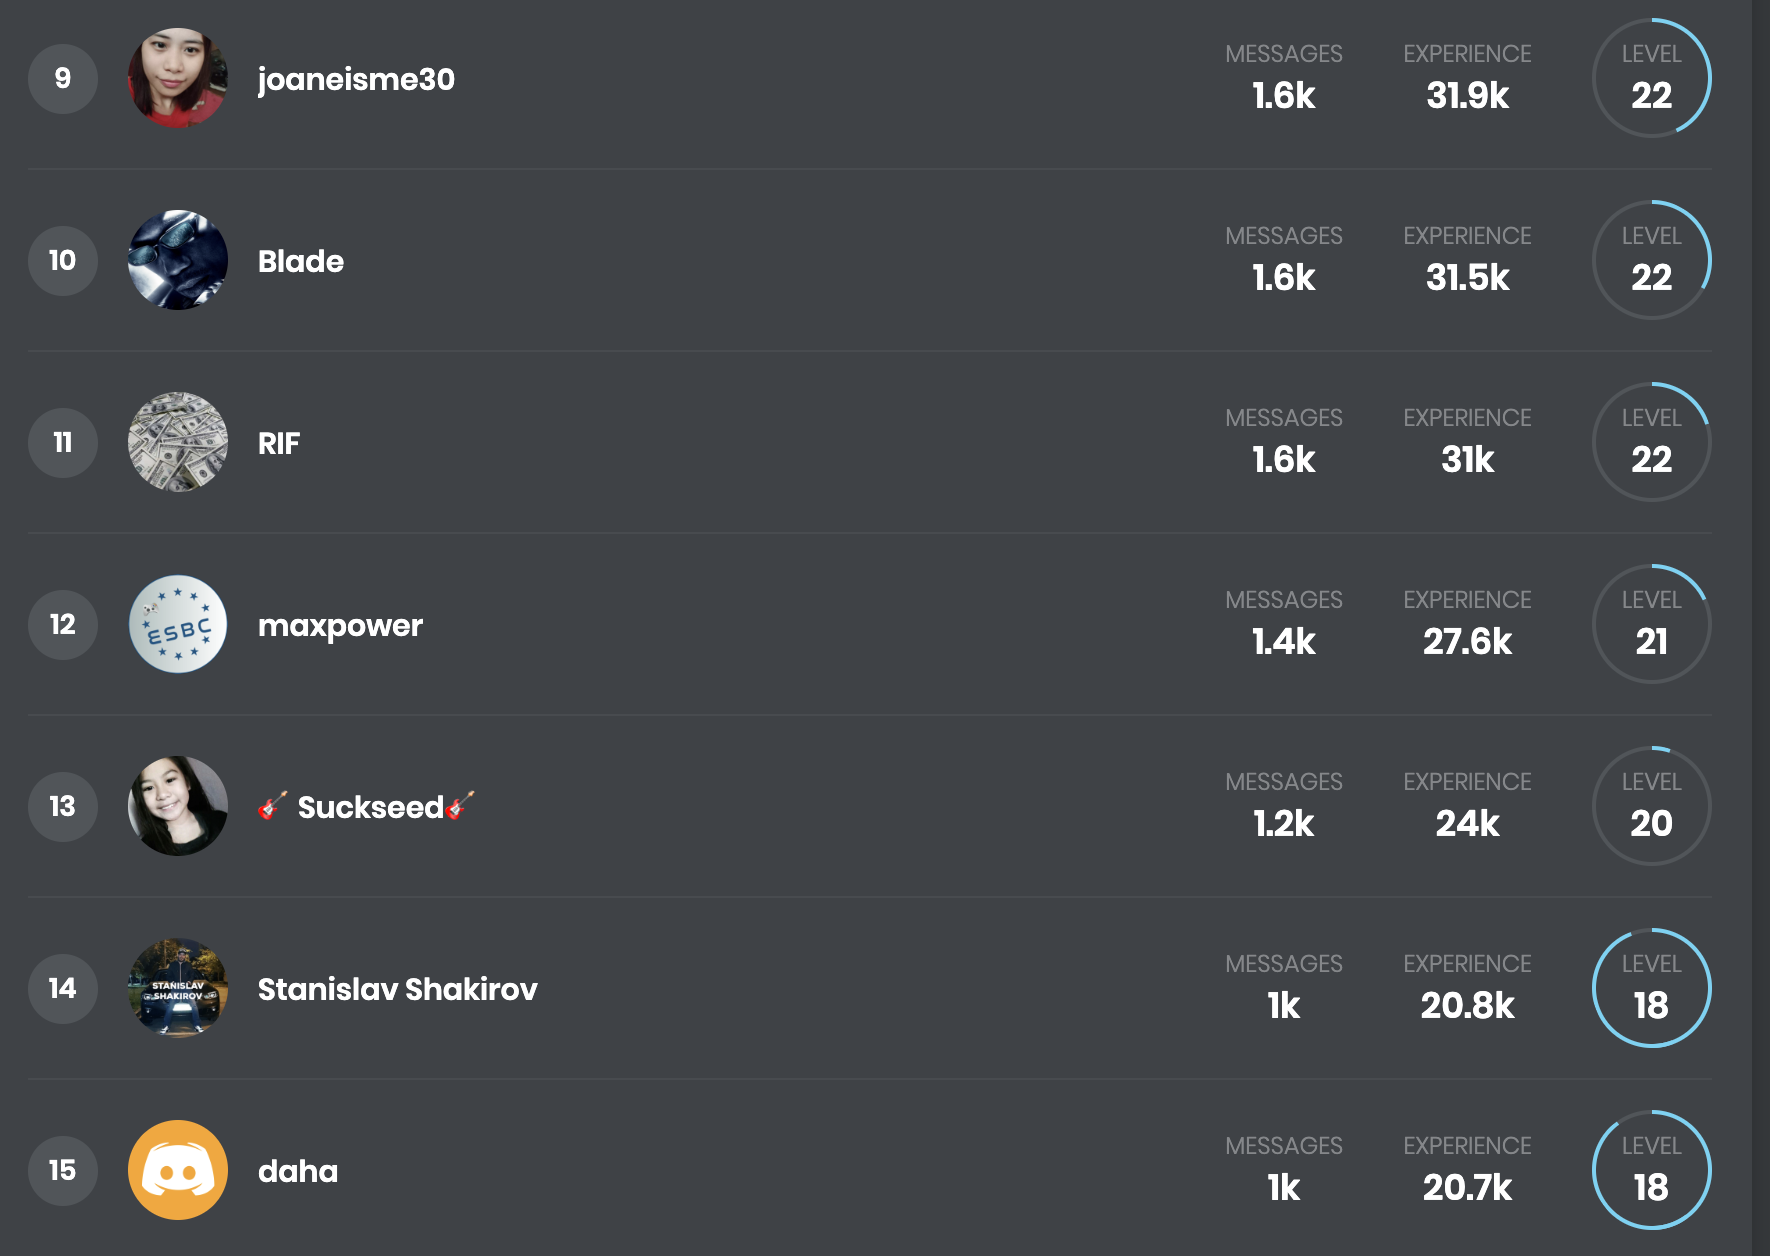 9
joaneisme30
MESSAGES
1.6k
EXPERIENCE
31.9k
LEVEL
22
10
Blade
MESSAGES
1.6k
EXPERIENCE
31.5k
LEVEL
22
11
RIF
MESSAGES
1.6k
EXPERIENCE
31k
LEVEL
22
12
ESBC
maxpower
MESSAGES
1.4k
EXPERIENCE
27.6k
LEVEL
21
13
🎸 Suckseed🎸
MESSAGES
1.2k
EXPERIENCE
24k
LEVEL
20
14
STANISLAV
SHAKIROV
Stanislav Shakirov
MESSAGES
1k
EXPERIENCE
20.8k
LEVEL
18
15
daha
MESSAGES
1k
EXPERIENCE
20.7k
LEVEL
18